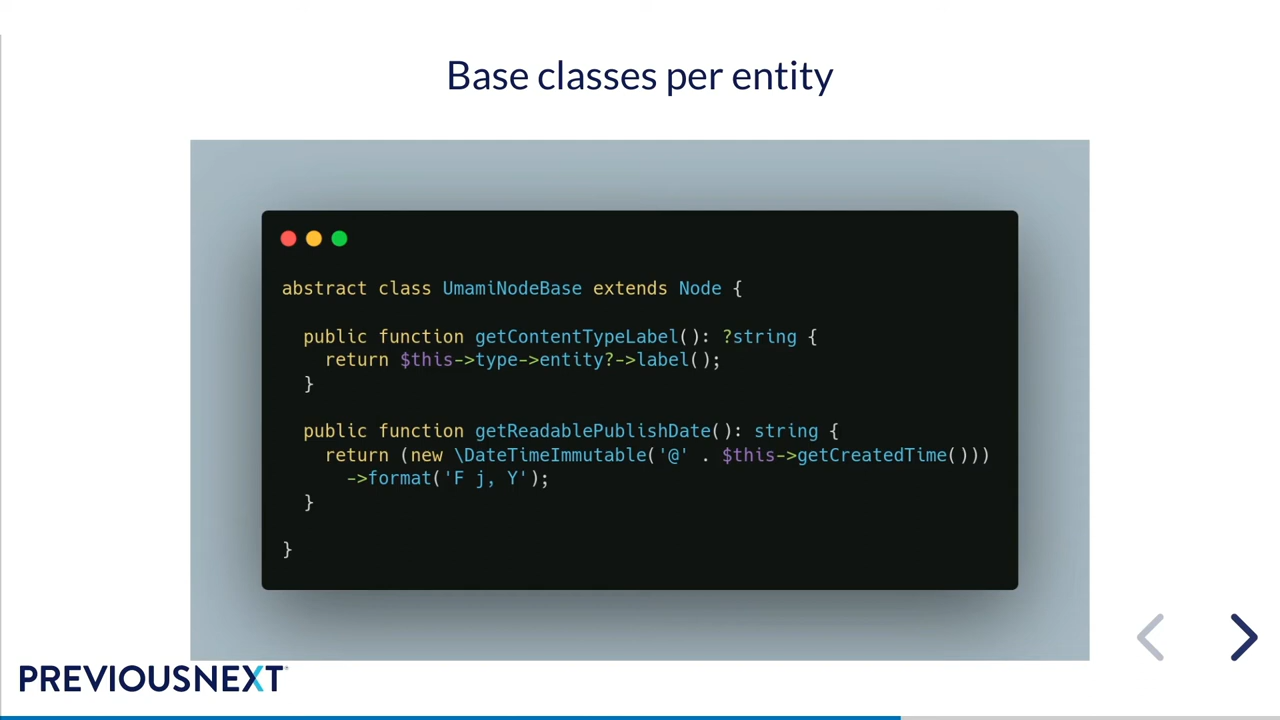 Base classes per entity
abstract class UmamiNodeBase extends Node {
public function getContentTypeLabel(): ?string {
return $this->type->entity?->label();
}
public function getReadablePublishDate(): string {
return (new \DateTimeImmutable('@' . $this->getCreatedTime()))
->format('F j, Y');
}
}
PREVIOUSNEXT